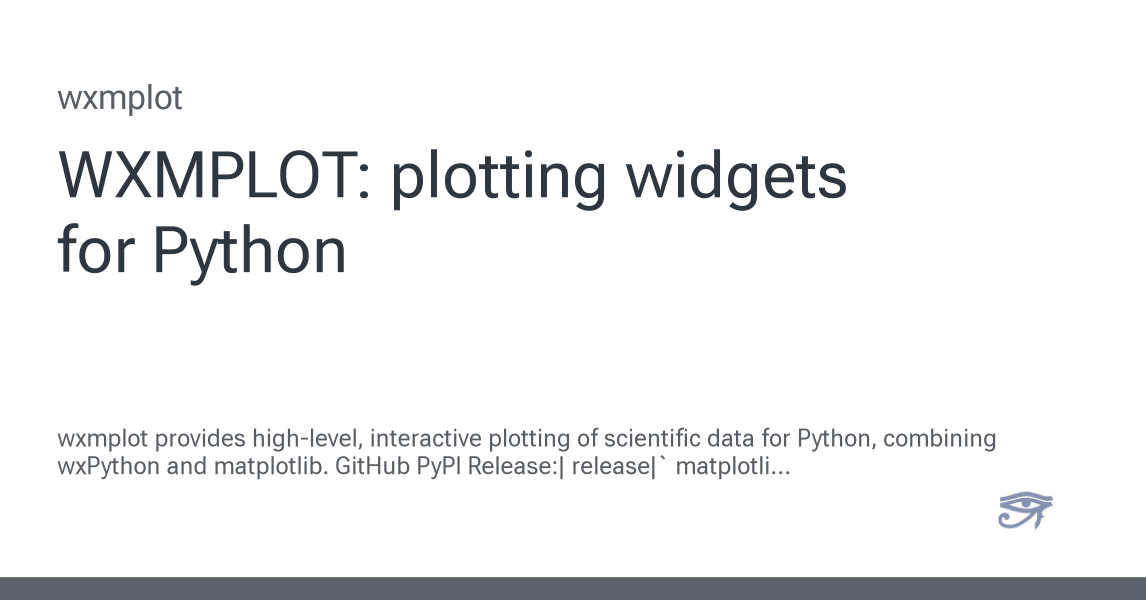 wxmplot
WXMPLOT: plotting widgets
for Python
wxmplot provides high-level, interactive plotting of scientific data for Python, combining
wxPython and matplotlib. GitHub PyPI Release:| release|` matplotli...